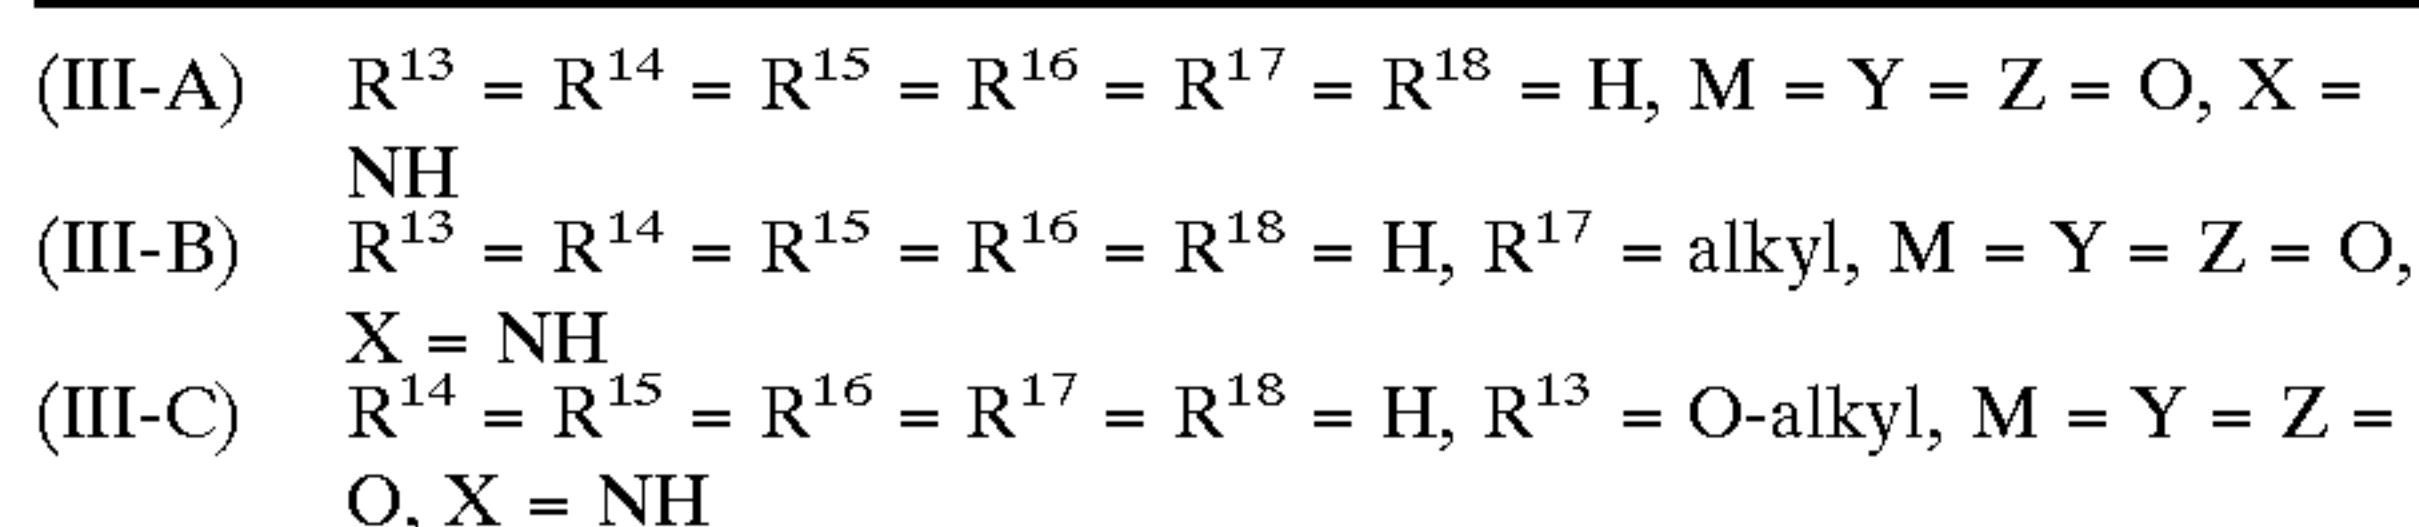 (III-A) R¹³ = R¹⁴ = R¹⁵ = R¹⁶ = R¹⁷ = R¹⁸ = H, M = Y = Z = O, X =
NH
(III-B) R¹³ = R¹⁴ = R¹⁵ = R¹⁶ = R¹⁸ = H, R¹⁷ = alkyl, M = Y = Z = O,
X = NH
(III-C) R¹⁴ = R¹⁵ = R¹⁶ = R¹⁷ = R¹⁸ = H, R¹³ = O-alkyl, M = Y = Z =
O, X = NH